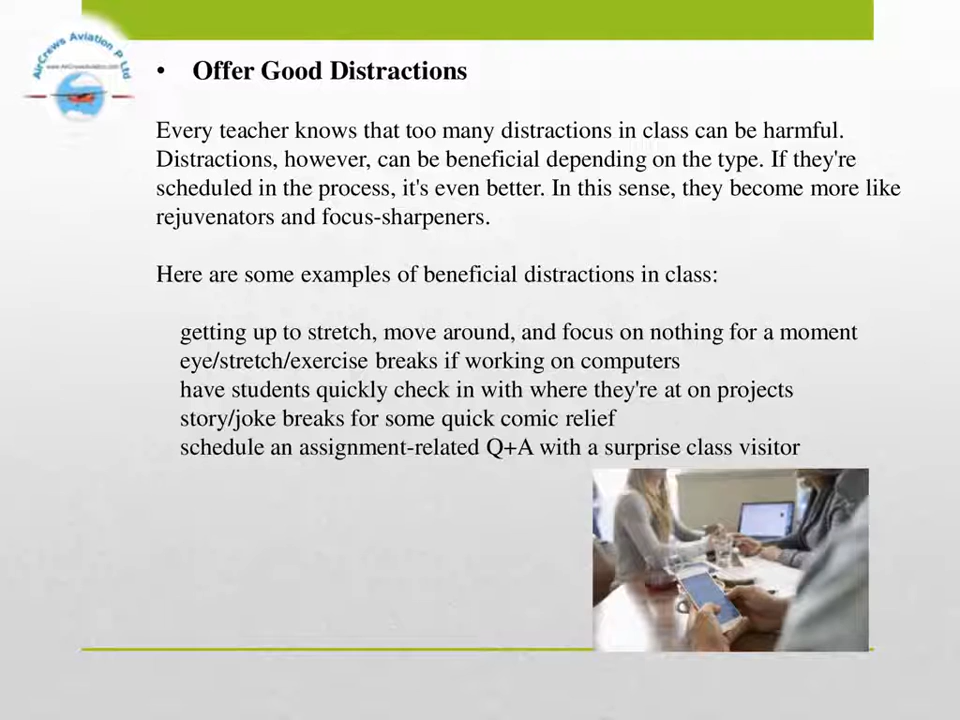 AirCrews Aviation P Ltd
www.AirCrewsAviation.com
• Offer Good Distractions
Every teacher knows that too many distractions in class can be harmful.
Distractions, however, can be beneficial depending on the type. If they're
scheduled in the process, it's even better. In this sense, they become more like
rejuvenators and focus-sharpeners.
Here are some examples of beneficial distractions in class:
getting up to stretch, move around, and focus on nothing for a moment
eye/stretch/exercise breaks if working on computers
have students quickly check in with where they're at on projects
story/joke breaks for some quick comic relief
schedule an assignment-related Q+A with a surprise class visitor